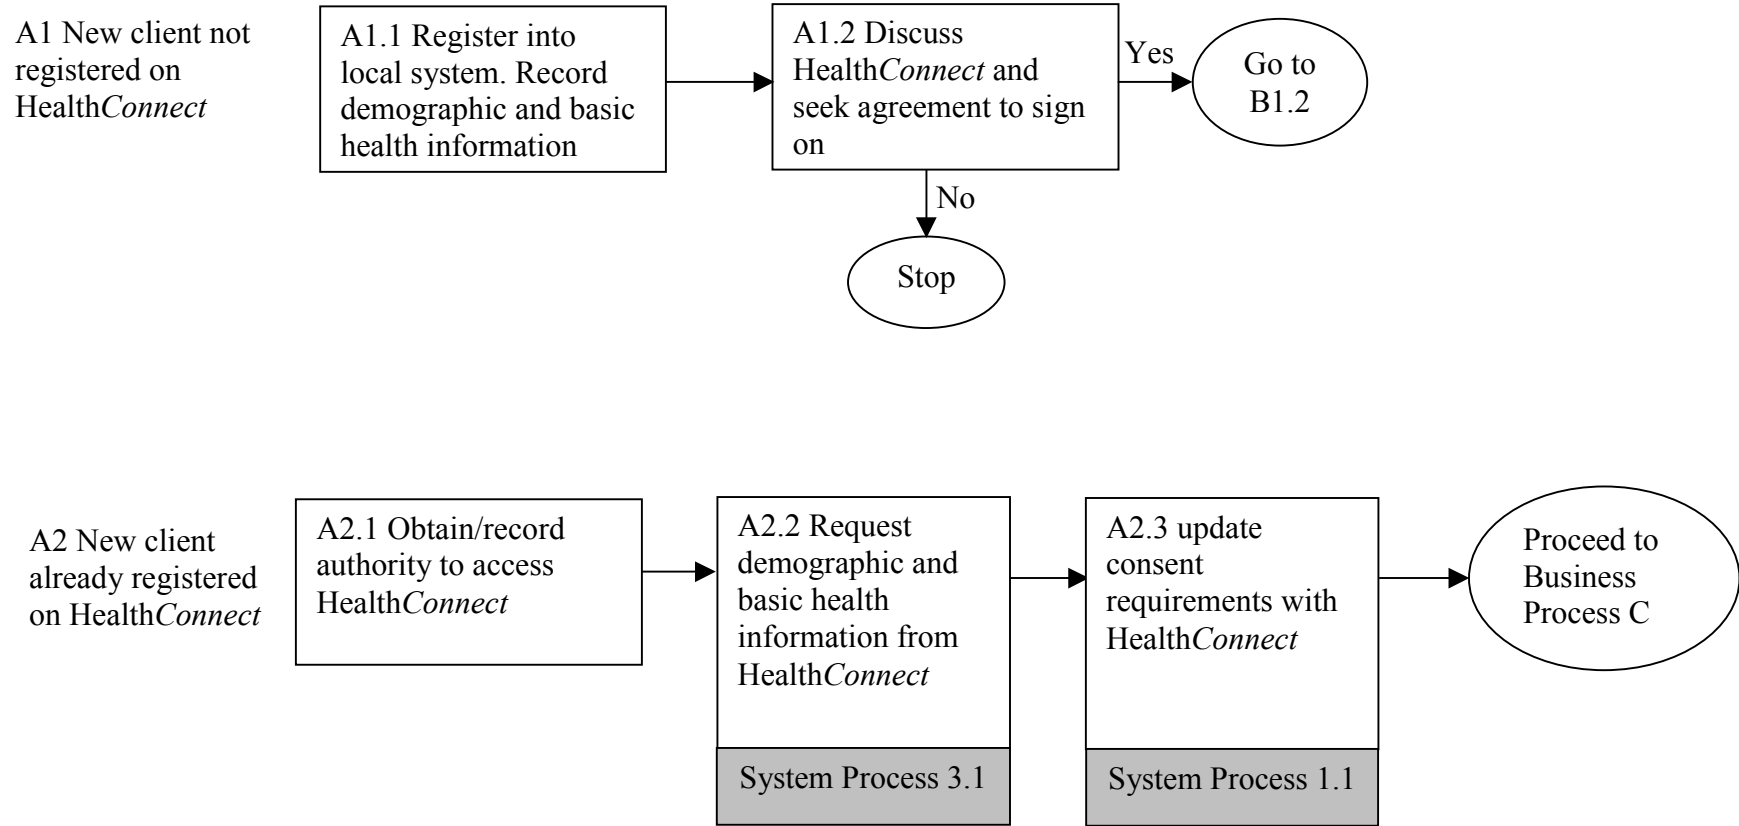 A1 New client not
registered on
HealthConnect
A1.1 Register into
local system. Record
demographic and basic
health information
A1.2 Discuss
HealthConnect and
seek agreement to sign
on
Yes
Go to
B1.2
No
Stop
A2 New client
already registered
on HealthConnect
A2.1 Obtain/record
authority to access
HealthConnect
A2.2 Request
demographic and
basic health
information from
HealthConnect
System Process 3.1
A2.3 update
consent
requirements with
HealthConnect
System Process 1.1
Proceed to
Business
Process C